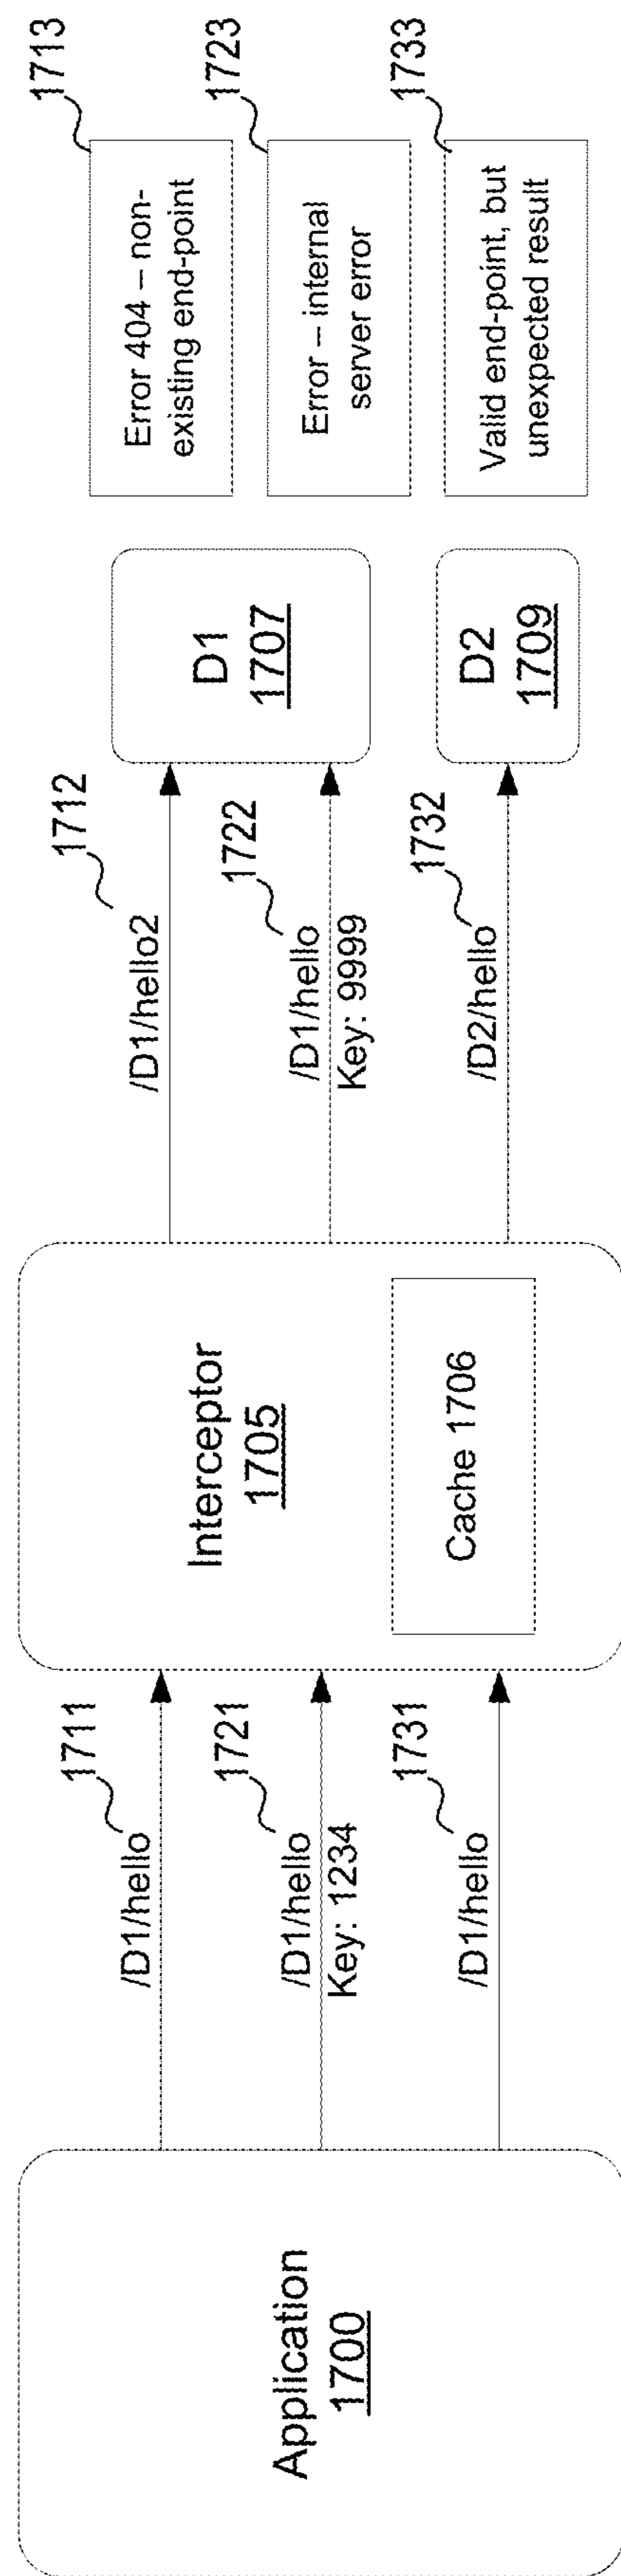 Application
1700
/D1/hello
1711
/D1/hello
Key: 1234
1721
/D1/hello
1731
Interceptor
1705
Cache 1706
/D1/hello2
1712
/D1/hello
Key: 9999
1722
/D2/hello
1732
D1
1707
D2
1709
Error 404 – non-
existing end-point
1713
Error – internal
server error
1723
Valid end-point, but
unexpected result
1733